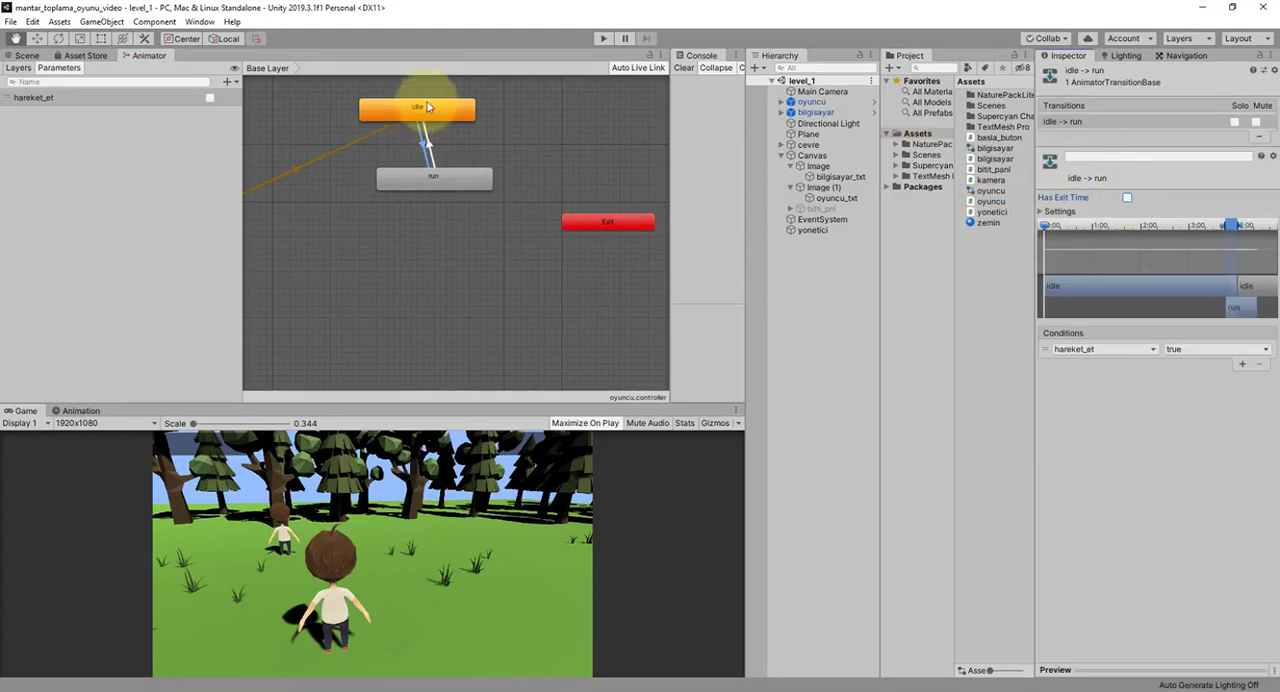 mantar_toplama_oyunu_video - level_1 - PC, Mac & Linux Standalone - Unity 2019.3.1f1 Personal <DX11>
File Edit Assets GameObject Component Window Help
Center Local Collab Account Layers Layout
Scene Asset Store Animator
Layers Parameters
Name
hareket_et
Base Layer Auto Live Link
idle
run
Exit
oyuncu.controller
Console
Clear Collapse
Hierarchy
All
level_1
Main Camera
oyuncu
bilgisayar
Directional Light
Plane
cevre
Canvas
Image
bilgisayar_txt
Image (1)
oyuncu_txt
bitti_pnl
EventSystem
yonetici
Project
8
Favorites
All Materia
All Models
All Prefabs
Assets
NaturePac
Scenes
Supercyan
TextMesh
Packages
Assets
NaturePackLite
Scenes
Supercyan Cha
TextMesh Pro
basla_buton
bilgisayar
bilgisayar
bitit_panl
kamera
oyuncu
oyuncu
yonetici
zemin
Asse
Inspector Lighting Navigation
idle -> run
1 AnimatorTransitionBase
Transitions Solo Mute
idle -> run
idle -> run
Has Exit Time
Settings
0:00 1:00 2:00 3:00 4:00
idle idle
run
Conditions
hareket_et true
Preview
Game Animation
Display 1 1920x1080 Scale 0.344 Maximize On Play Mute Audio Stats Gizmos
Auto Generate Lighting Off